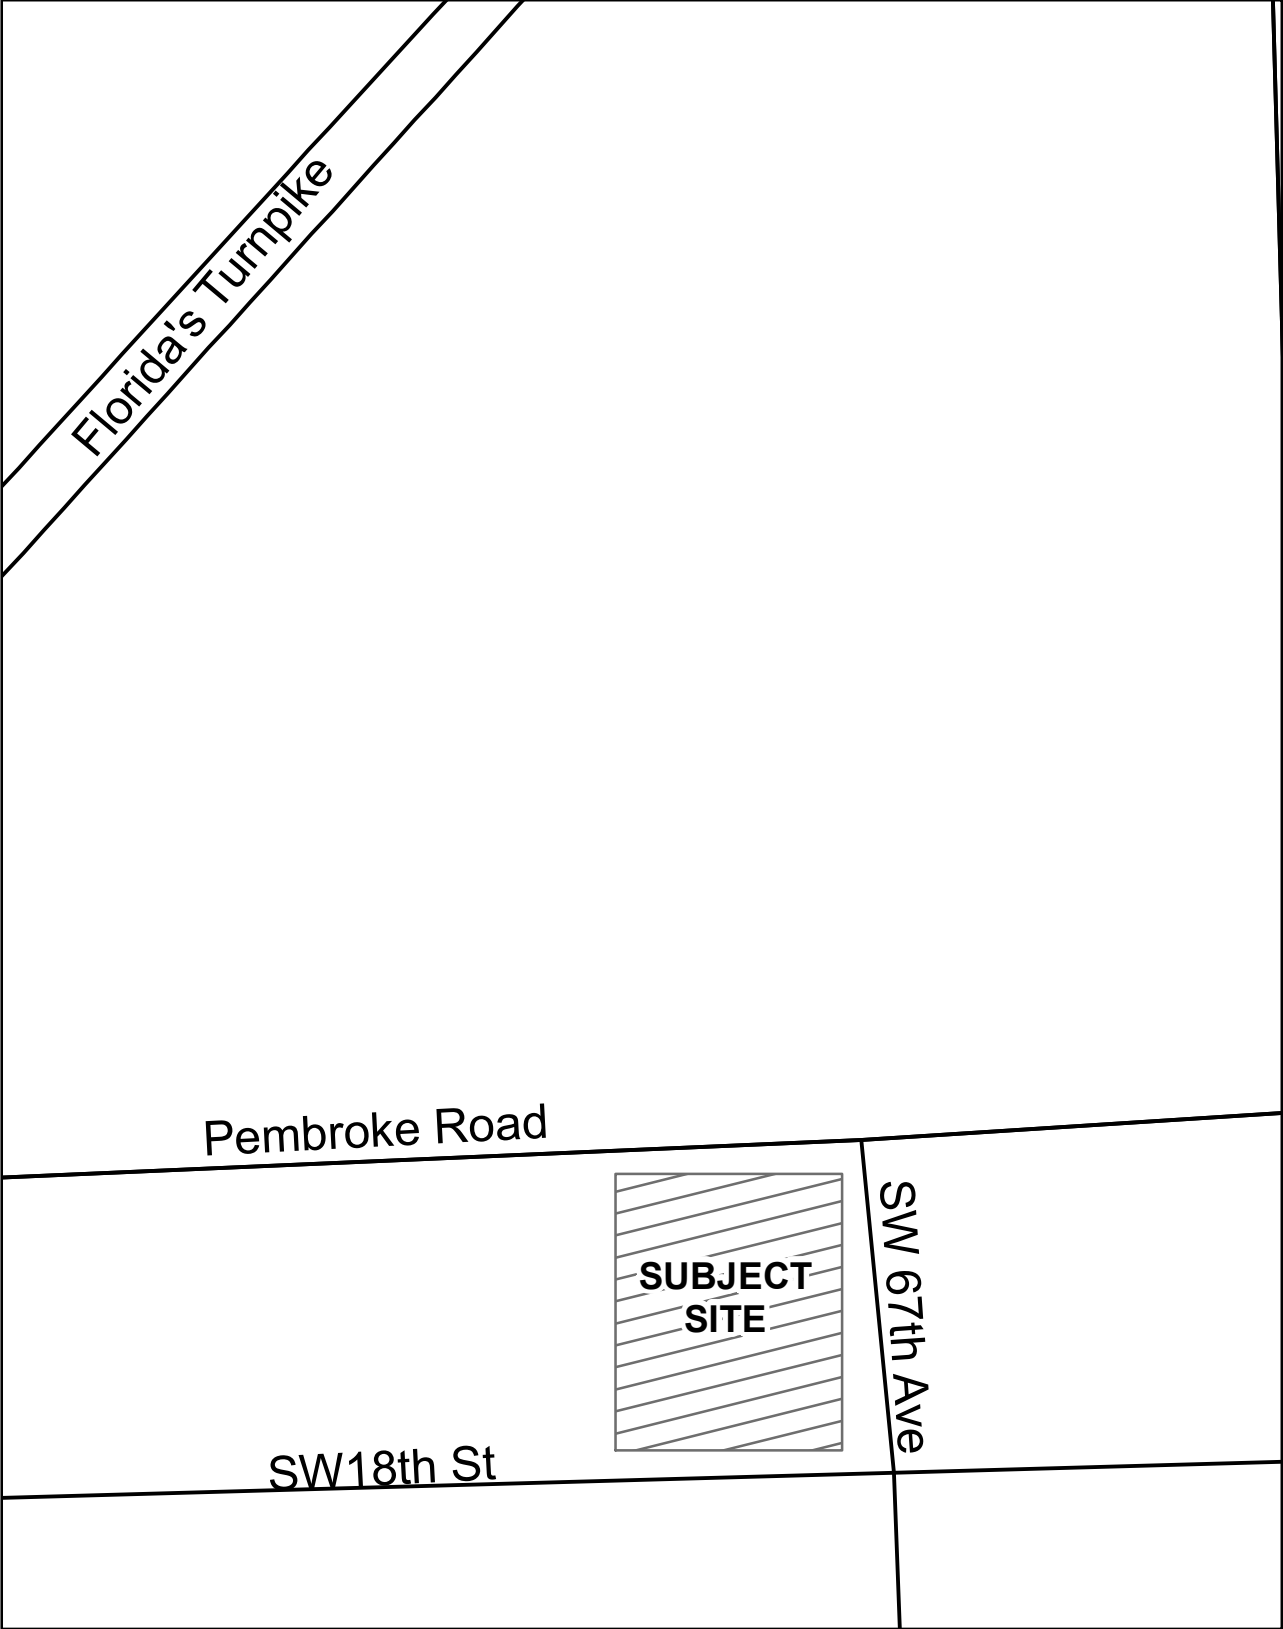 Florida's Turnpike
Pembroke Road
SW 67th Ave
SUBJECT
SITE
SW18th St